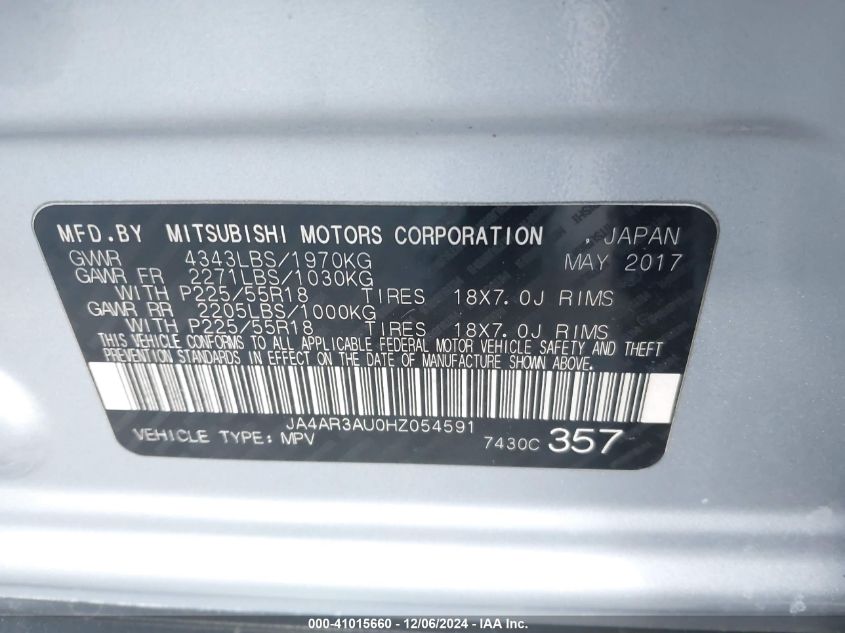 MFD.BY MITSUBISHI MOTORS CORPORATION , JAPAN
GVWR 4343LBS/1970KG MAY 2017
GAWR FR 2271LBS/1030KG
WITH P225/55R18 TIRES 18X7.0J RIMS
GAWR RR 2205LBS/1000KG
WITH P225/55R18 TIRES 18X7.0J RIMS
THIS VEHICLE CONFORMS TO ALL APPLICABLE FEDERAL MOTOR VEHICLE SAFETY AND THEFT
PREVENTION STANDARDS IN EFFECT ON THE DATE OF MANUFACTURE SHOWN ABOVE.
JA4AR3AU0HZ054591
VEHICLE TYPE: MPV 7430C 357
000-41015660 - 12/06/2024 - IAA Inc.